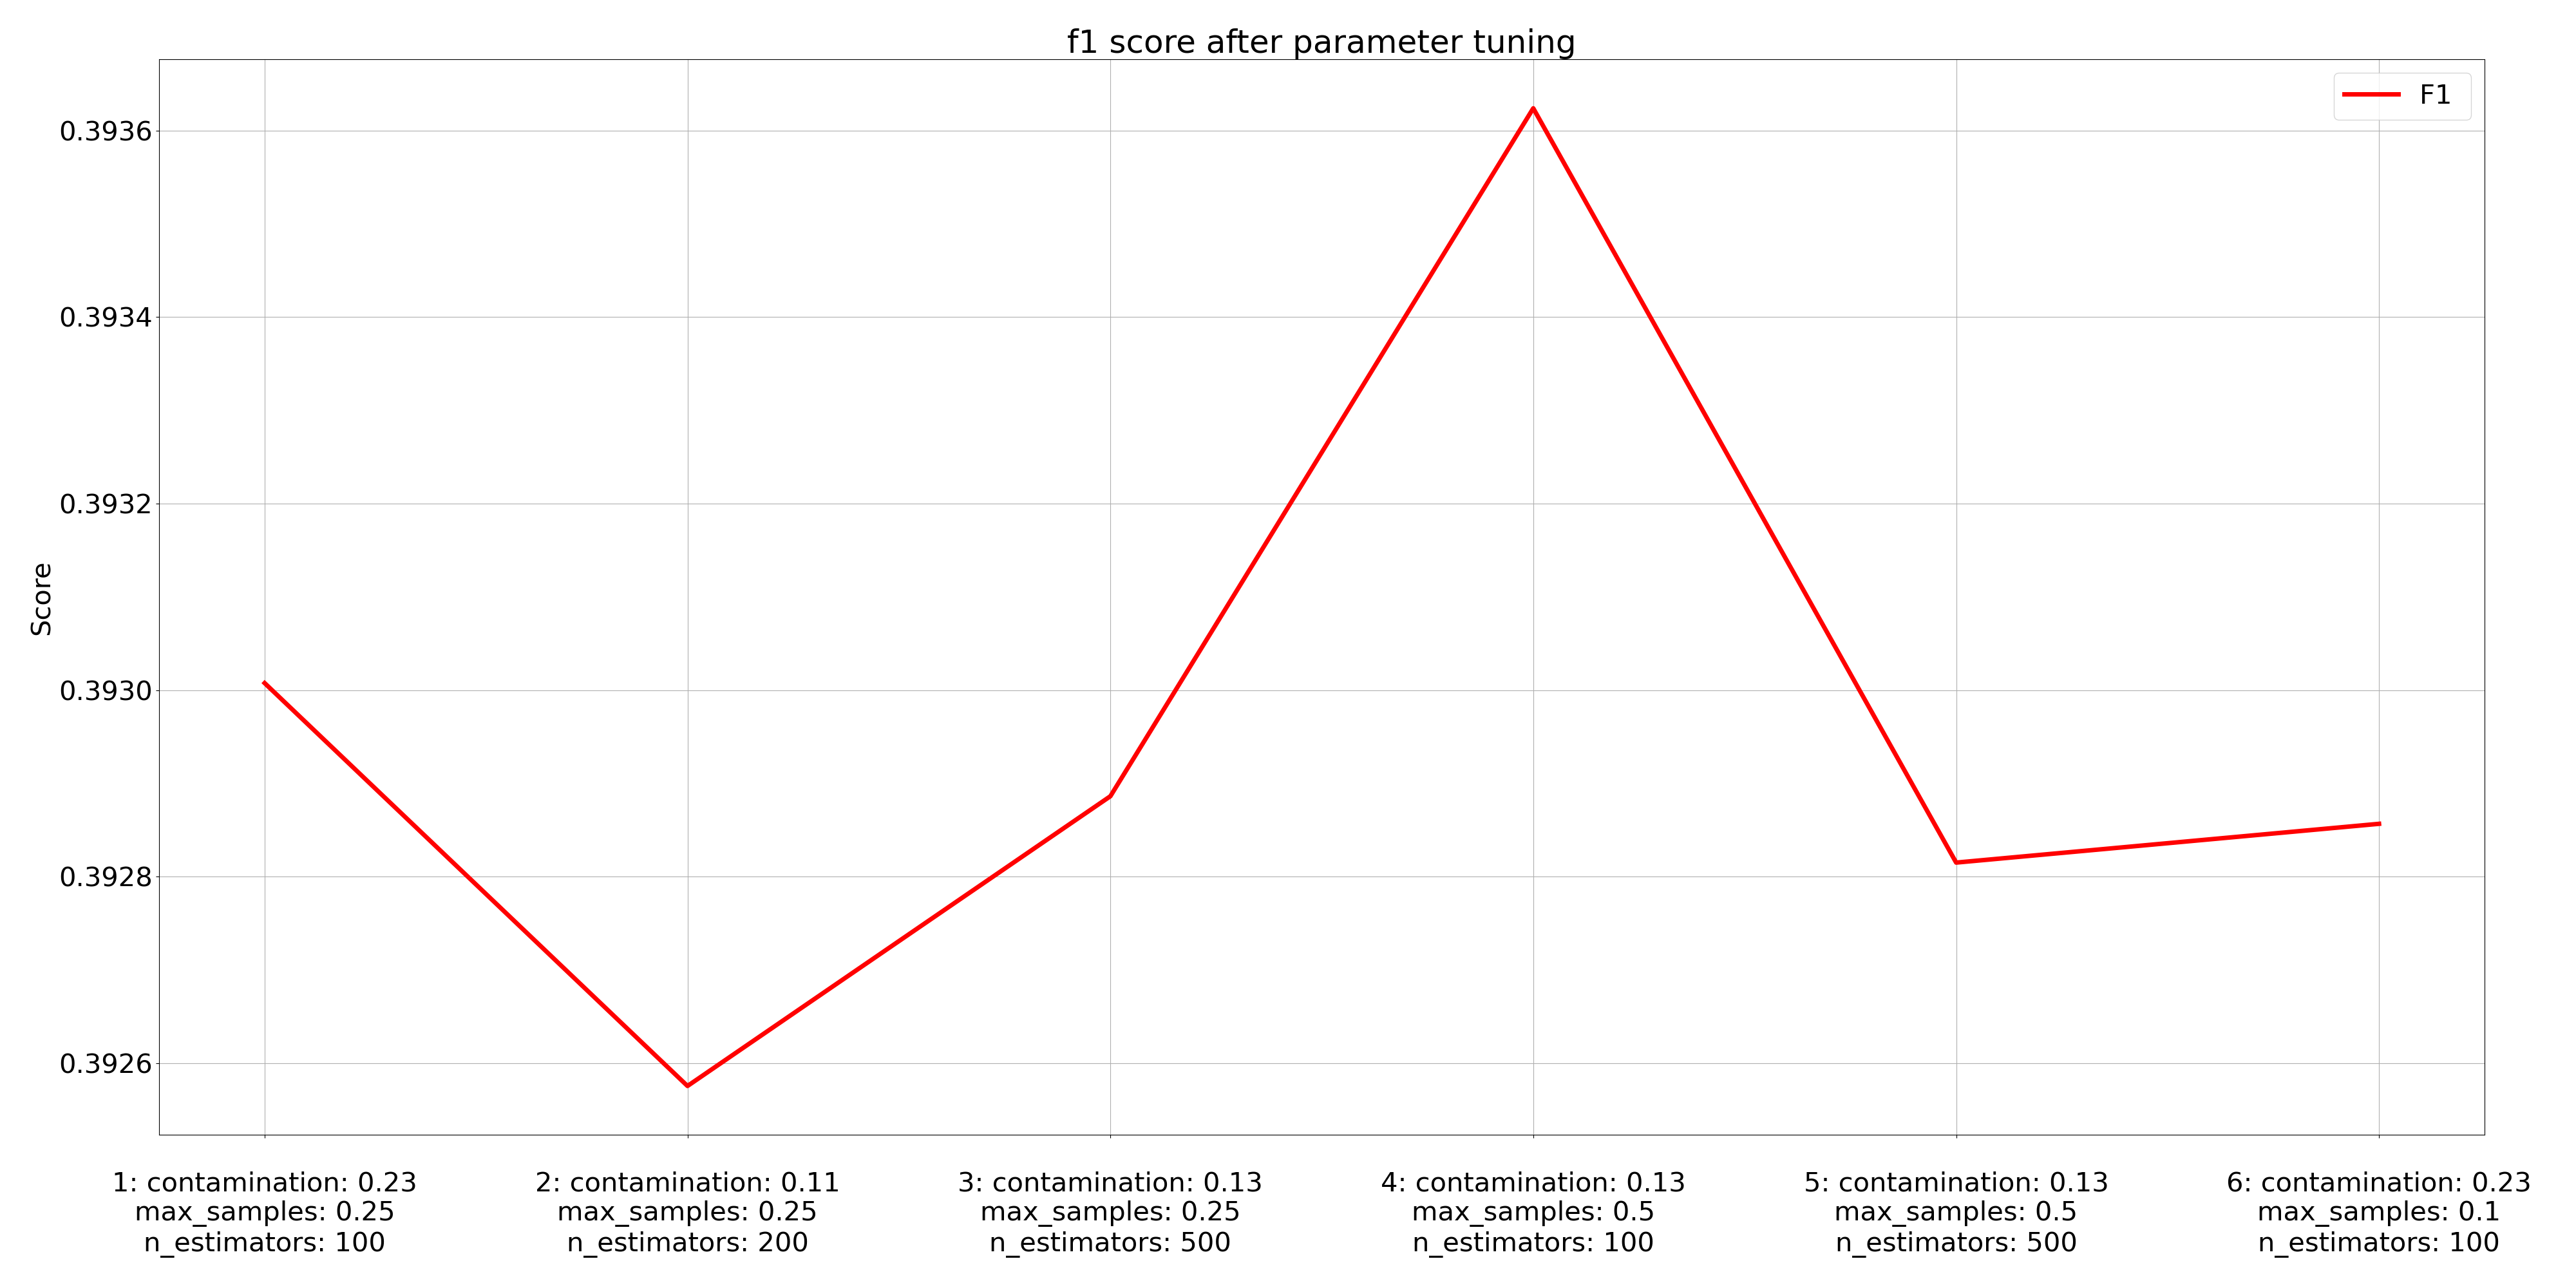 f1 score after parameter tuning
F1
0.3936
0.3934
0.3932
0.3930
0.3928
0.3926
Score
1: contamination: 0.23
max_samples: 0.25
n_estimators: 100
2: contamination: 0.11
max_samples: 0.25
n_estimators: 200
3: contamination: 0.13
max_samples: 0.25
n_estimators: 500
4: contamination: 0.13
max_samples: 0.5
n_estimators: 100
5: contamination: 0.13
max_samples: 0.5
n_estimators: 500
6: contamination: 0.23
max_samples: 0.1
n_estimators: 100